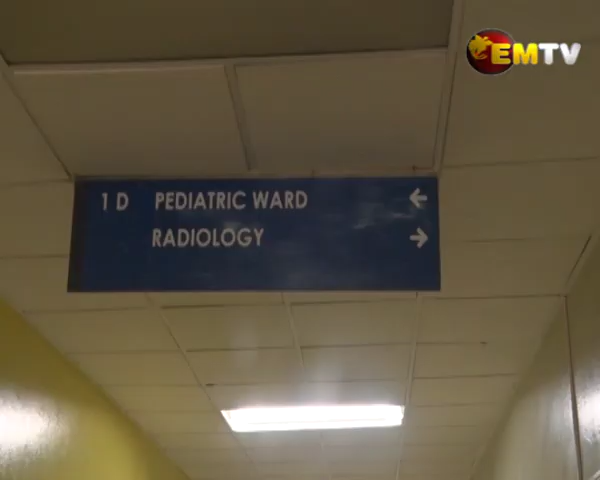 EMTV
1 D PEDIATRIC WARD ←
RADIOLOGY →